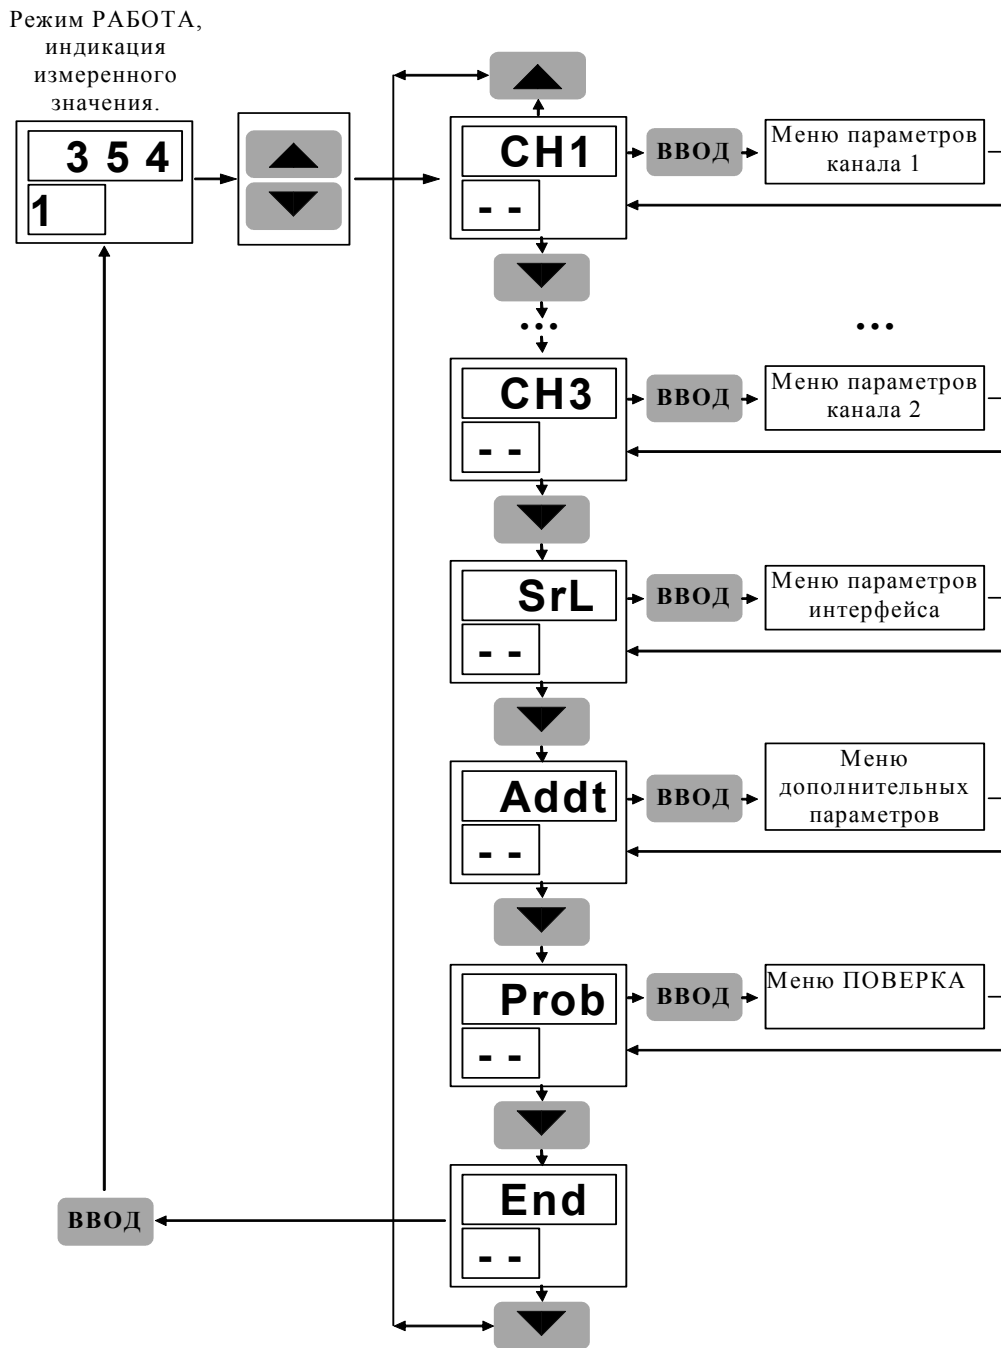 Режим РАБОТА,
индикация
измеренного
значения.
3 5 4
1
CH1
- -
ВВОД
Меню параметров
канала 1
...
...
CH3
- -
ВВОД
Меню параметров
канала 2
SrL
- -
ВВОД
Меню параметров
интерфейса
Addt
- -
ВВОД
Меню
дополнительных
параметров
Prob
- -
ВВОД
Меню ПОВЕРКА
End
- -
ВВОД